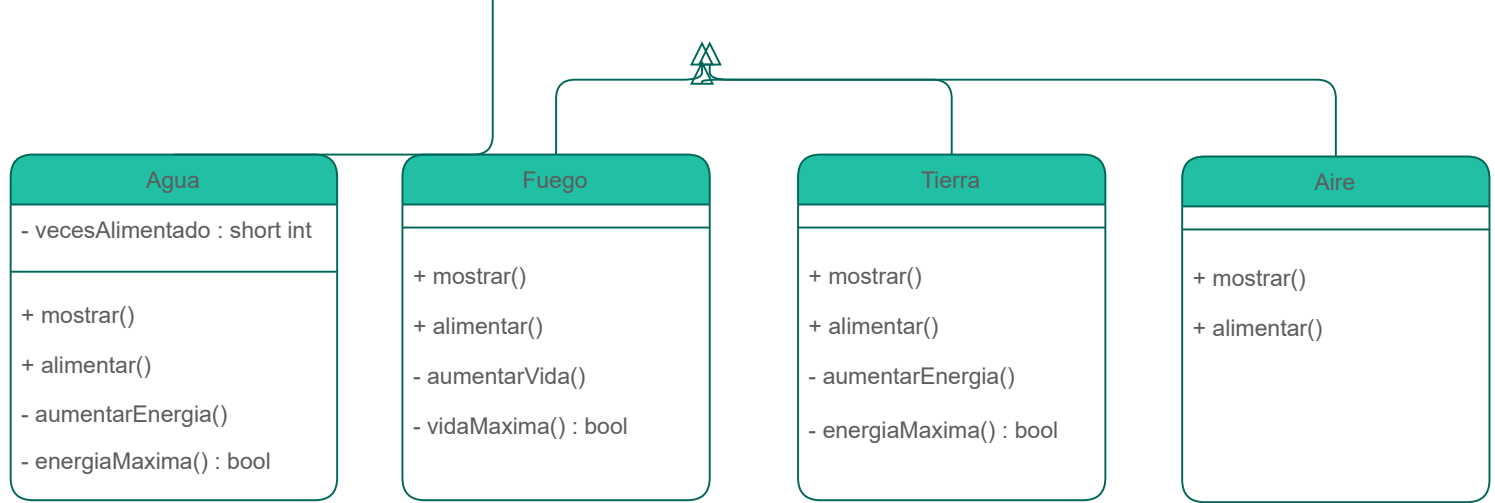 Agua
- vecesAlimentado : short int
+ mostrar()
+ alimentar()
- aumentarEnergia()
- energiaMaxima() : bool
Fuego
+ mostrar()
+ alimentar()
- aumentarVida()
- vidaMaxima() : bool
Tierra
+ mostrar()
+ alimentar()
- aumentarEnergia()
- energiaMaxima() : bool
Aire
+ mostrar()
+ alimentar()